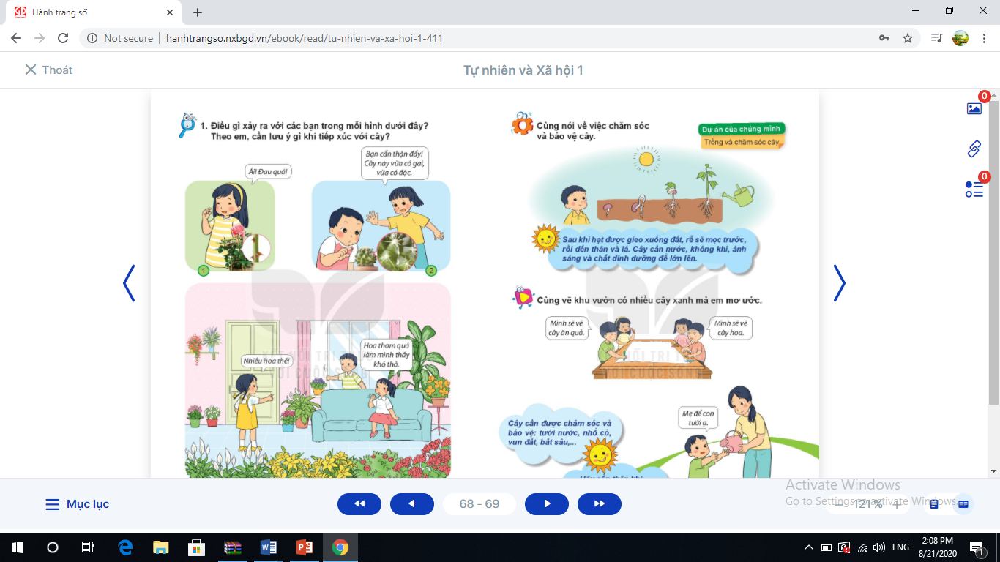 Hành trang số
Not secure
hanhtrangso.nxbgd.vn/ebook/read/tu-nhien-va-xa-hoi-1-411
Thoát
Tự nhiên và Xã hội 1
0
0
1. Điều gì xảy ra với các bạn trong mỗi hình dưới đây?
Theo em, cần lưu ý gì khi tiếp xúc với cây?
Ái! Đau quá!
Bạn cẩn thận đấy!
Cây này vừa có gai,
vừa có độc.
1
2
Nhiều hoa thế!
Hoa thơm quá
làm mình thấy
khó thở.
Cùng nói về việc chăm sóc
và bảo vệ cây.
Dự án của chúng mình
Trồng và chăm sóc cây
Sau khi hạt được gieo xuống đất, rễ sẽ mọc trước,
rồi đến thân và lá. Cây cần nước, không khí, ánh
sáng và chất dinh dưỡng để lớn lên.
Cùng vẽ khu vườn có nhiều cây xanh mà em mơ ước.
Mình sẽ vẽ
cây ăn quả.
Mình sẽ vẽ
cây hoa.
Cây cần được chăm sóc và
bảo vệ: tưới nước, nhổ cỏ,
vun đất, bắt sâu,...
Mẹ để con
tưới ạ.
Mục lục
68 - 69
121 %
Activate Windows
Go to Settings to activate Windows.
ENG
2:08 PM
8/21/2020
1